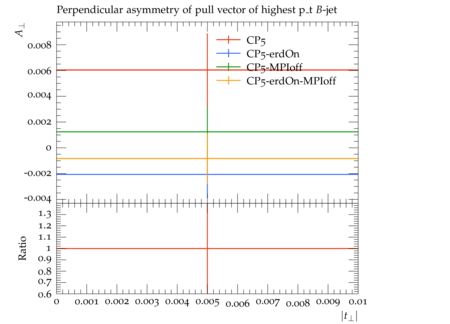 Perpendicular asymmetry of pull vector of highest p_t B-jet
A⊥
0.008
0.006
0.004
0.002
0
-0.002
-0.004
CP5
CP5-erdOn
CP5-MPIoff
CP5-erdOn-MPIoff
Ratio
1.3
1.2
1.1
1
0.9
0.8
0.7
0.6
0 0.001 0.002 0.003 0.004 0.005 0.006 0.007 0.008 0.009 0.01
|t⊥|